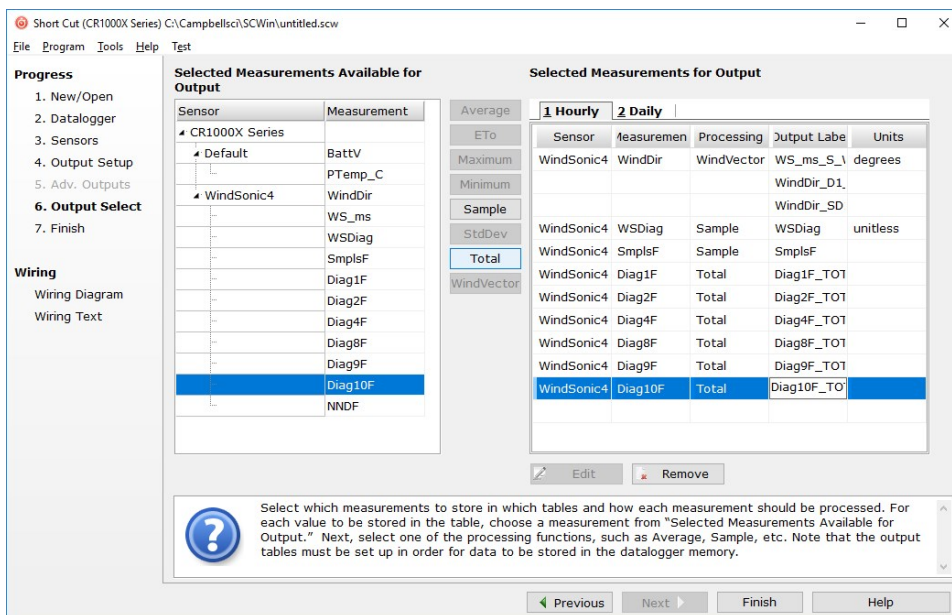 Short Cut (CR1000X Series) C:\Campbellsci\SCWin\untitled.scw
File Program Tools Help Test
Progress
1. New/Open
2. Datalogger
3. Sensors
4. Output Setup
5. Adv. Outputs
6. Output Select
7. Finish
Wiring
Wiring Diagram
Wiring Text
Selected Measurements Available for
Output
Sensor Measurement
CR1000X Series
Default BattV
PTemp_C
WindSonic4 WindDir
WS_ms
WSDiag
SmplsF
Diag1F
Diag2F
Diag4F
Diag8F
Diag9F
Diag10F
NNDF
Average
ETo
Maximum
Minimum
Sample
StdDev
Total
WindVector
Selected Measurements for Output
1 Hourly 2 Daily
Sensor Measuremen Processing Output Labe Units
WindSonic4 WindDir WindVector WS_ms_S_\ degrees
WindDir_D1_
WindDir_SD
WindSonic4 WSDiag Sample WSDiag unitless
WindSonic4 SmplsF Sample SmplsF
WindSonic4 Diag1F Total Diag1F_TOT
WindSonic4 Diag2F Total Diag2F_TOT
WindSonic4 Diag4F Total Diag4F_TOT
WindSonic4 Diag8F Total Diag8F_TOT
WindSonic4 Diag9F Total Diag9F_TOT
WindSonic4 Diag10F Total Diag10F_TO
Edit Remove
Select which measurements to store in which tables and how each measurement should be processed. For
each value to be stored in the table, choose a measurement from “Selected Measurements Available for
Output.” Next, select one of the processing functions, such as Average, Sample, etc. Note that the output
tables must be set up in order for data to be stored in the datalogger memory.
Previous Next Finish Help